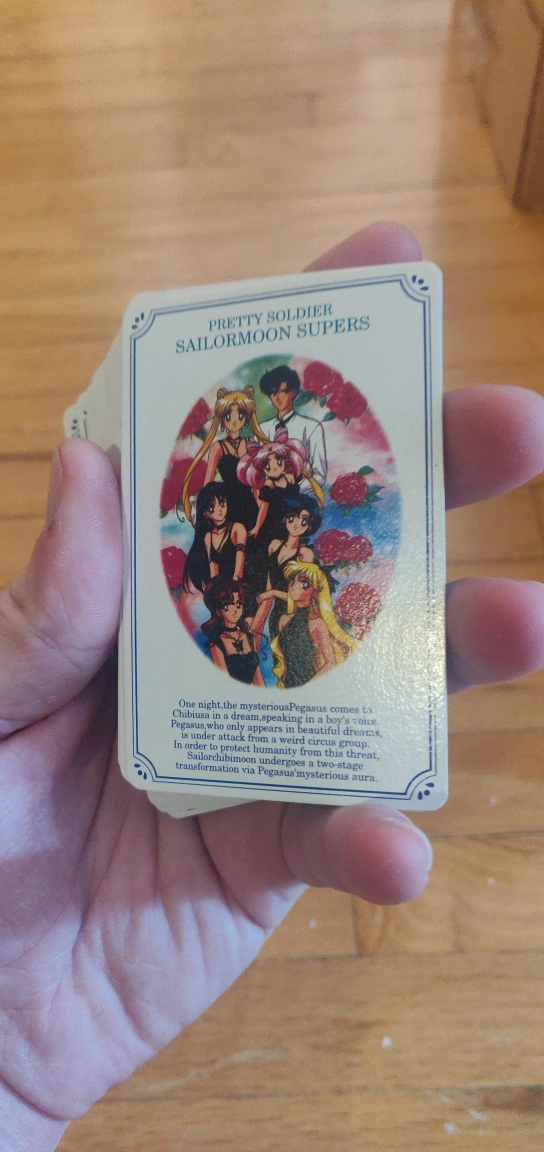 PRETTY SOLDIER
SAILORMOON SUPERS
One night,the mysteriousPegasus comes to
Chibiusa in a dream,speaking in a boy's voice.
Pegasus,who only appears in beautiful dreams,
is under attack from a weird circus group.
In order to protect humanity from this threat,
Sailorchibimoon undergoes a two-stage
transformation via Pegasus'mysterious aura.